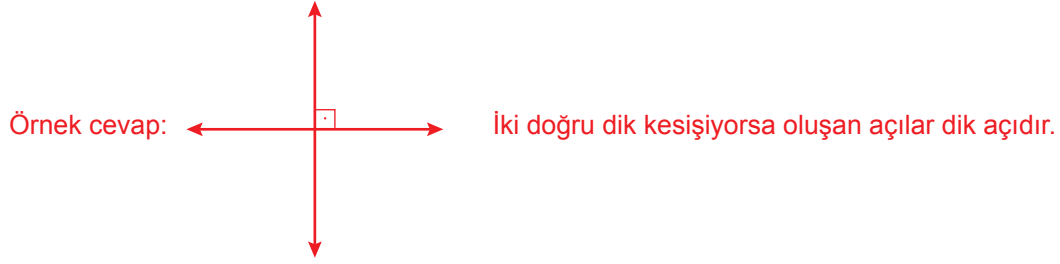 Örnek cevap:
İki doğru dik kesişiyorsa oluşan açılar dik açıdır.